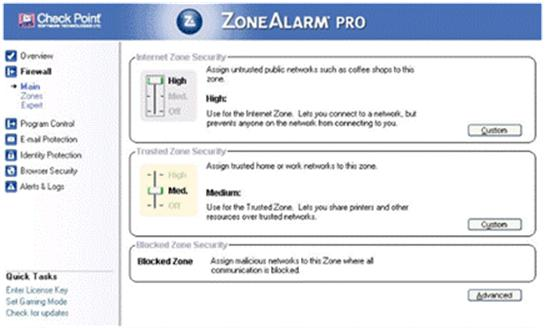 Check Point
SOFTWARE TECHNOLOGIES LTD.
ZONEALARM PRO
Overview
Firewall
Main
Zones
Expert
Program Control
E-mail Protection
Identity Protection
Browser Security
Alerts & Logs
Quick Tasks
Enter License Key
Set Gaming Mode
Check for updates
Internet Zone Security
High
Med.
Off
Assign untrusted public networks such as coffee shops to this
zone.
High:
Use for the Internet Zone. Lets you connect to a network, but
prevents anyone on the network from connecting to you.
Custom
Trusted Zone Security
High
Med.
Off
Assign trusted home or work networks to this zone.
Medium:
Use for the Trusted Zone. Lets you share printers and other
resources over trusted networks.
Custom
Blocked Zone Security
Blocked Zone
Assign malicious networks to this Zone where all
communication is blocked.
Advanced